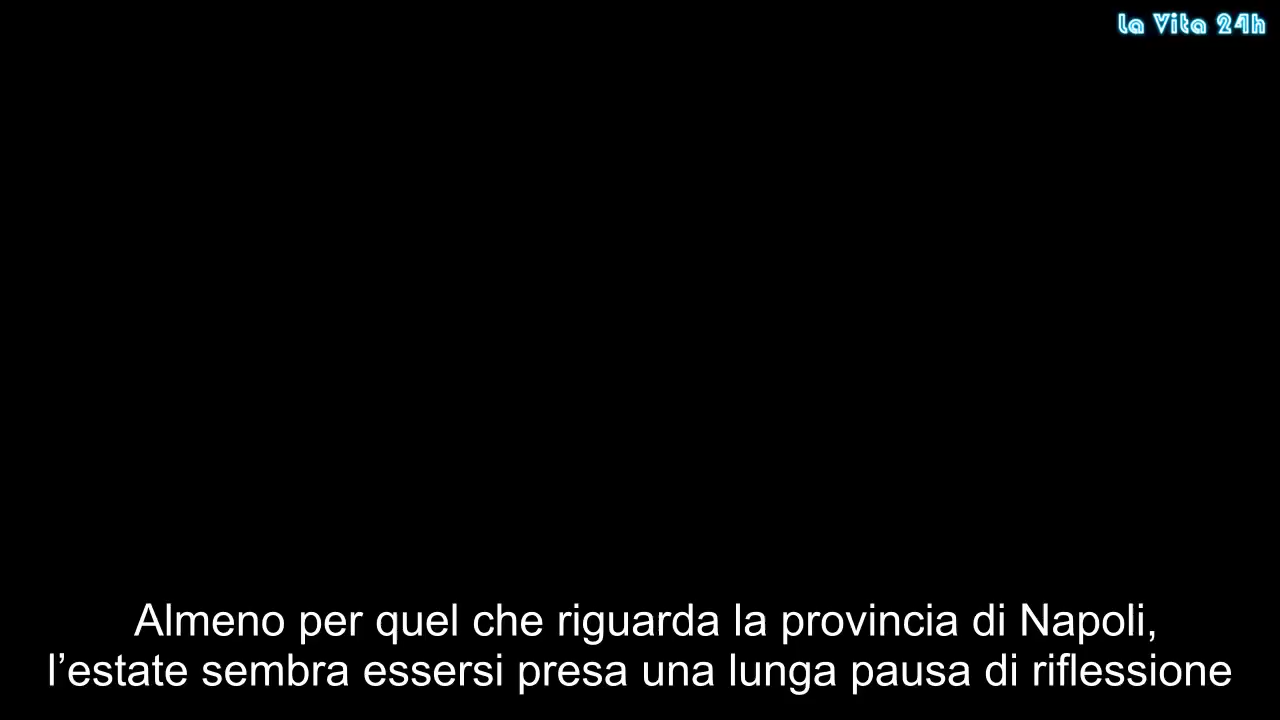 la Vita 24h
Almeno per quel che riguarda la provincia di Napoli,
l’estate sembra essersi presa una lunga pausa di riflessione